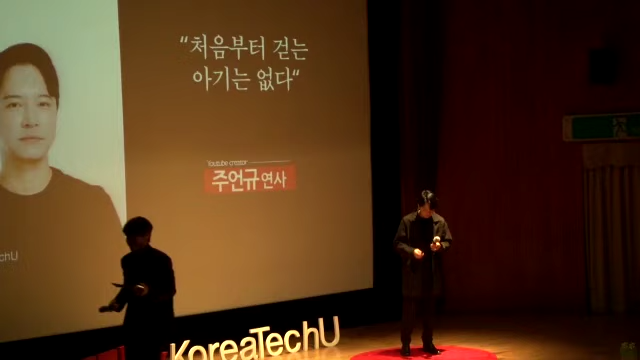 “처음부터 걷는
아기는 없다“
Youtube creator
주언규 연사
chU
KoreaTechU